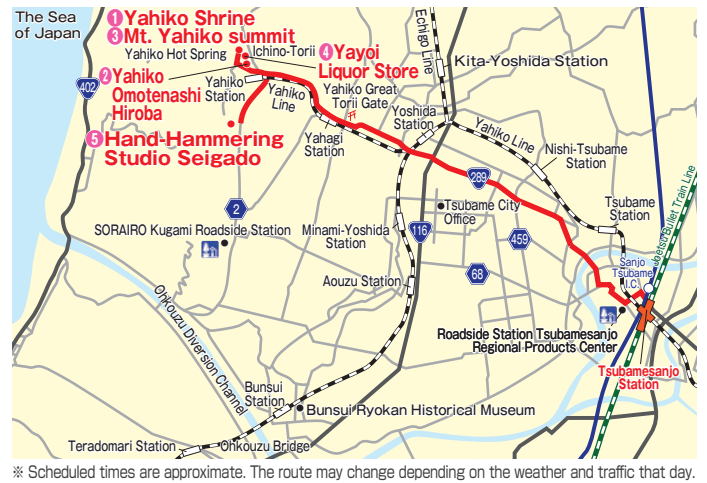 The Sea
of Japan
❶ Yahiko Shrine
❸ Mt. Yahiko summit
Yahiko Hot Spring
Ichino-Torii
❹ Yayoi
Liquor Store
Echigo Line
Kita-Yoshida Station
402
❷ Yahiko
Omotenashi
Hiroba
Yahiko
Station
Yahiko
Line
Yahiko Great
Torii Gate
Yoshida
Station
Yahiko Line
❺ Hand-Hammering
Studio Seigado
Yahagi
Station
Nishi-Tsubame
Station
289
2
Tsubame City
Office
Tsubame
Station
Joetsu Bullet Train Line
SORAIRO Kugami Roadside Station
Minami-Yoshida
Station
116
459
Sanjo
Tsubame
I.C.
68
Aouzu Station
Ohkouzu Diversion Channel
Roadside Station Tsubamesanjo
Regional Products Center
Tsubamesanjo
Station
Bunsui
Station
Bunsui Ryokan Historical Museum
Teradomari Station
Ohkouzu Bridge
※ Scheduled times are approximate. The route may change depending on the weather and traffic that day.